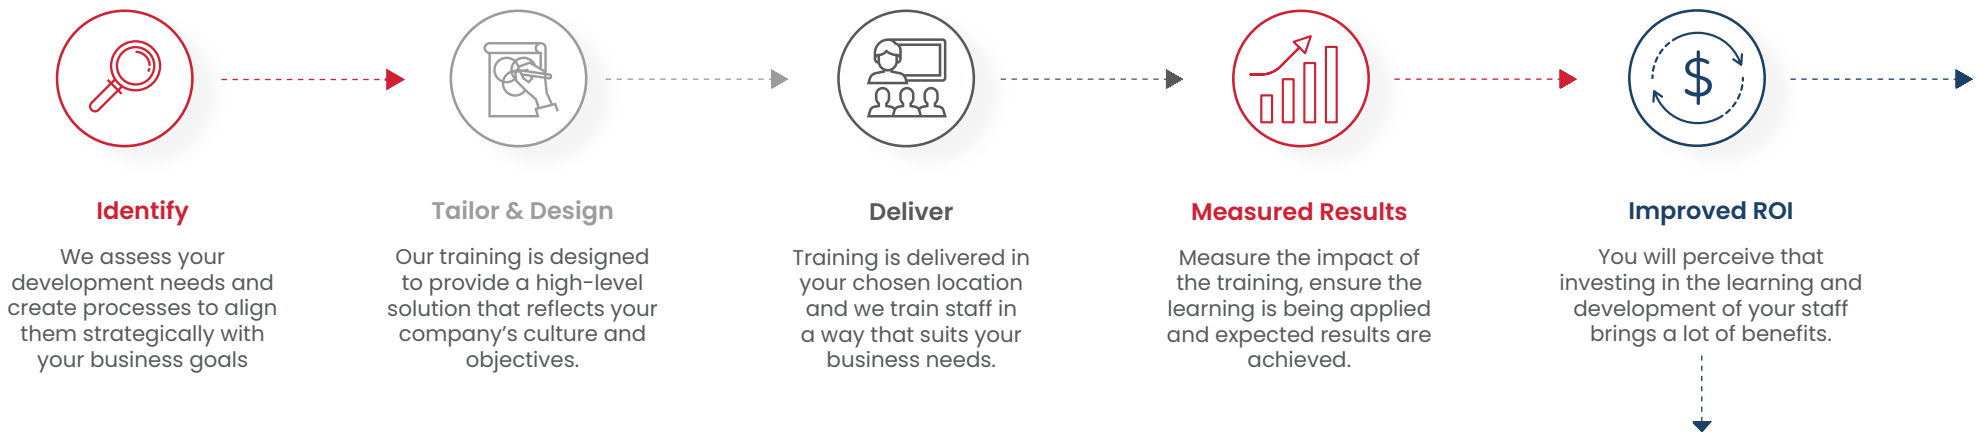 $
Identify
We assess your
development needs and
create processes to align
them strategically with
your business goals
Tailor & Design
Our training is designed
to provide a high-level
solution that reflects your
company’s culture and
objectives.
Deliver
Training is delivered in
your chosen location
and we train staff in
a way that suits your
business needs.
Measured Results
Measure the impact of
the training, ensure the
learning is being applied
and expected results are
achieved.
Improved ROI
You will perceive that
investing in the learning and
development of your staff
brings a lot of benefits.